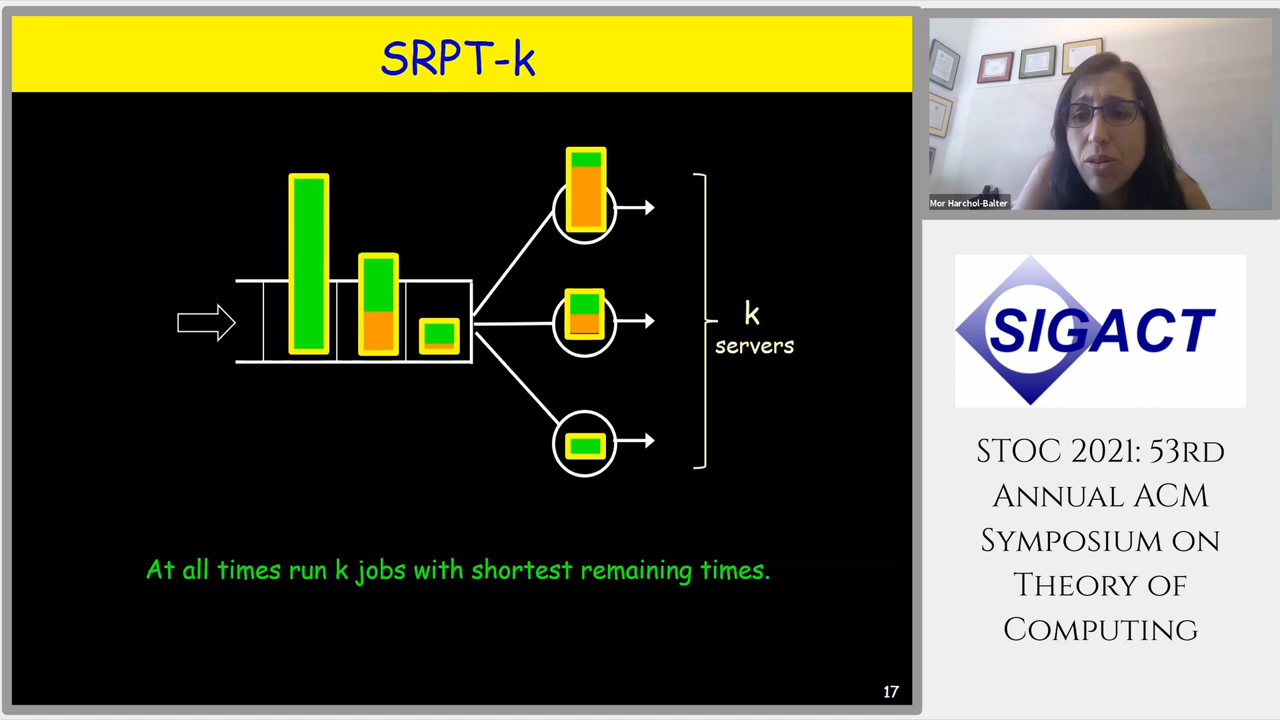 SRPT-k
k
servers
At all times run k jobs with shortest remaining times.
17
Mor Harchol-Balter
SIGACT
STOC 2021: 53rd
Annual ACM
Symposium on
Theory of
Computing